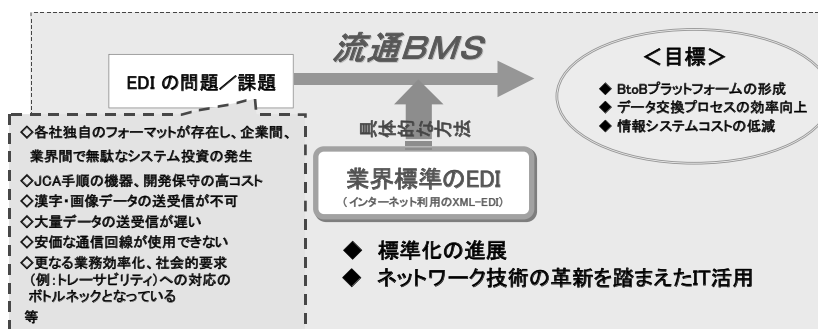 流通BMS
EDI の問題／課題
＜目標＞
◆ BtoBプラットフォームの形成
◆ データ交換プロセスの効率向上
◆ 情報システムコストの低減
◇各社独自のフォーマットが存在し、企業間、
業界間で無駄なシステム投資の発生
◇JCA手順の機器、開発保守の高コスト
◇漢字・画像データの送受信が不可
◇大量データの送受信が遅い
◇安価な通信回線が使用できない
◇更なる業務効率化、社会的要求
（例：トレーサビリティ）への対応の
ボトルネックとなっている
等
具体的な方法
業界標準のEDI
（インターネット利用のXML-EDI）
◆ 標準化の進展
◆ ネットワーク技術の革新を踏まえたIT活用